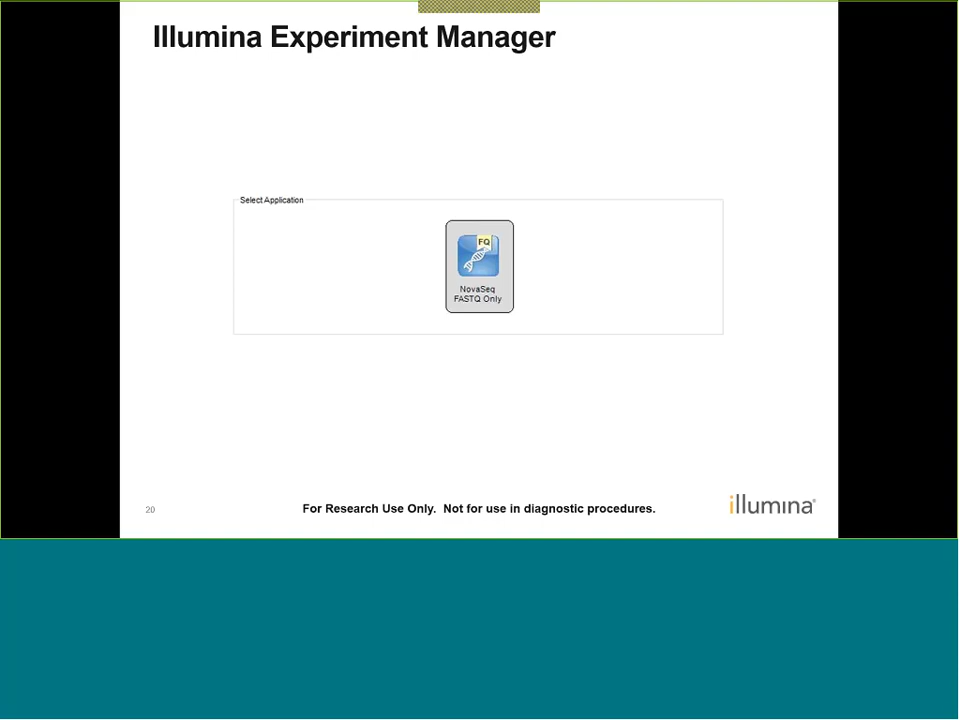 Illumina Experiment Manager
Select Application
FQ
NovaSeq
FASTQ Only
20
For Research Use Only.  Not for use in diagnostic procedures.
illumina®